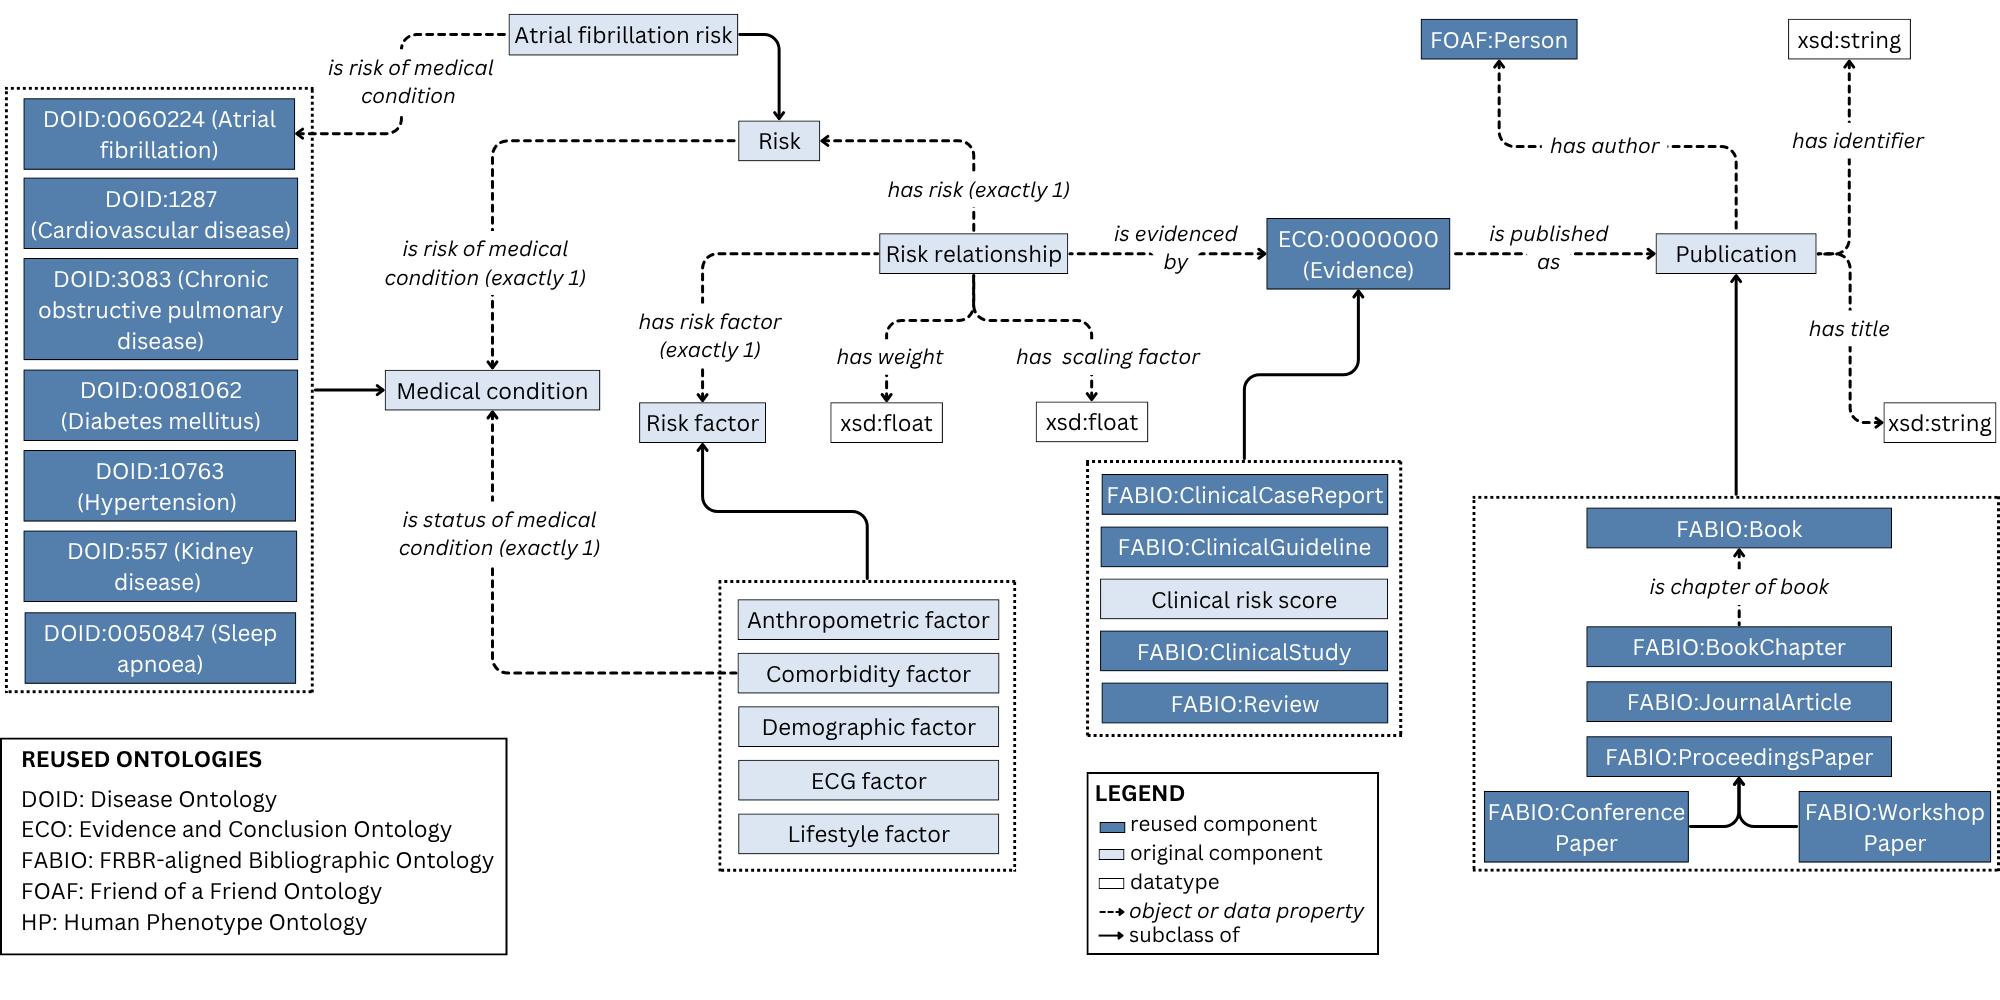 Atrial fibrillation risk
FOAF:Person
xsd:string
is risk of medical
condition
DOID:0060224 (Atrial
fibrillation)
DOID:1287
(Cardiovascular disease)
DOID:3083 (Chronic
obstructive pulmonary
disease)
DOID:0081062
(Diabetes mellitus)
DOID:10763
(Hypertension)
DOID:557 (Kidney
disease)
DOID:0050847 (Sleep
apnoea)
Risk
has risk (exactly 1)
is risk of medical
condition (exactly 1)
Risk relationship
is evidenced
by
ECO:0000000
(Evidence)
is published
as
Publication
has author
has identifier
has title
xsd:string
has risk factor
(exactly 1)
has weight
has  scaling factor
Medical condition
Risk factor
xsd:float
xsd:float
is status of medical
condition (exactly 1)
Anthropometric factor
Comorbidity factor
Demographic factor
ECG factor
Lifestyle factor
FABIO:ClinicalCaseReport
FABIO:ClinicalGuideline
Clinical risk score
FABIO:ClinicalStudy
FABIO:Review
FABIO:Book
is chapter of book
FABIO:BookChapter
FABIO:JournalArticle
FABIO:ProceedingsPaper
FABIO:Conference
Paper
FABIO:Workshop
Paper
REUSED ONTOLOGIES
DOID: Disease Ontology
ECO: Evidence and Conclusion Ontology
FABIO: FRBR-aligned Bibliographic Ontology
FOAF: Friend of a Friend Ontology
HP: Human Phenotype Ontology
LEGEND
reused component
original component
datatype
object or data property
subclass of